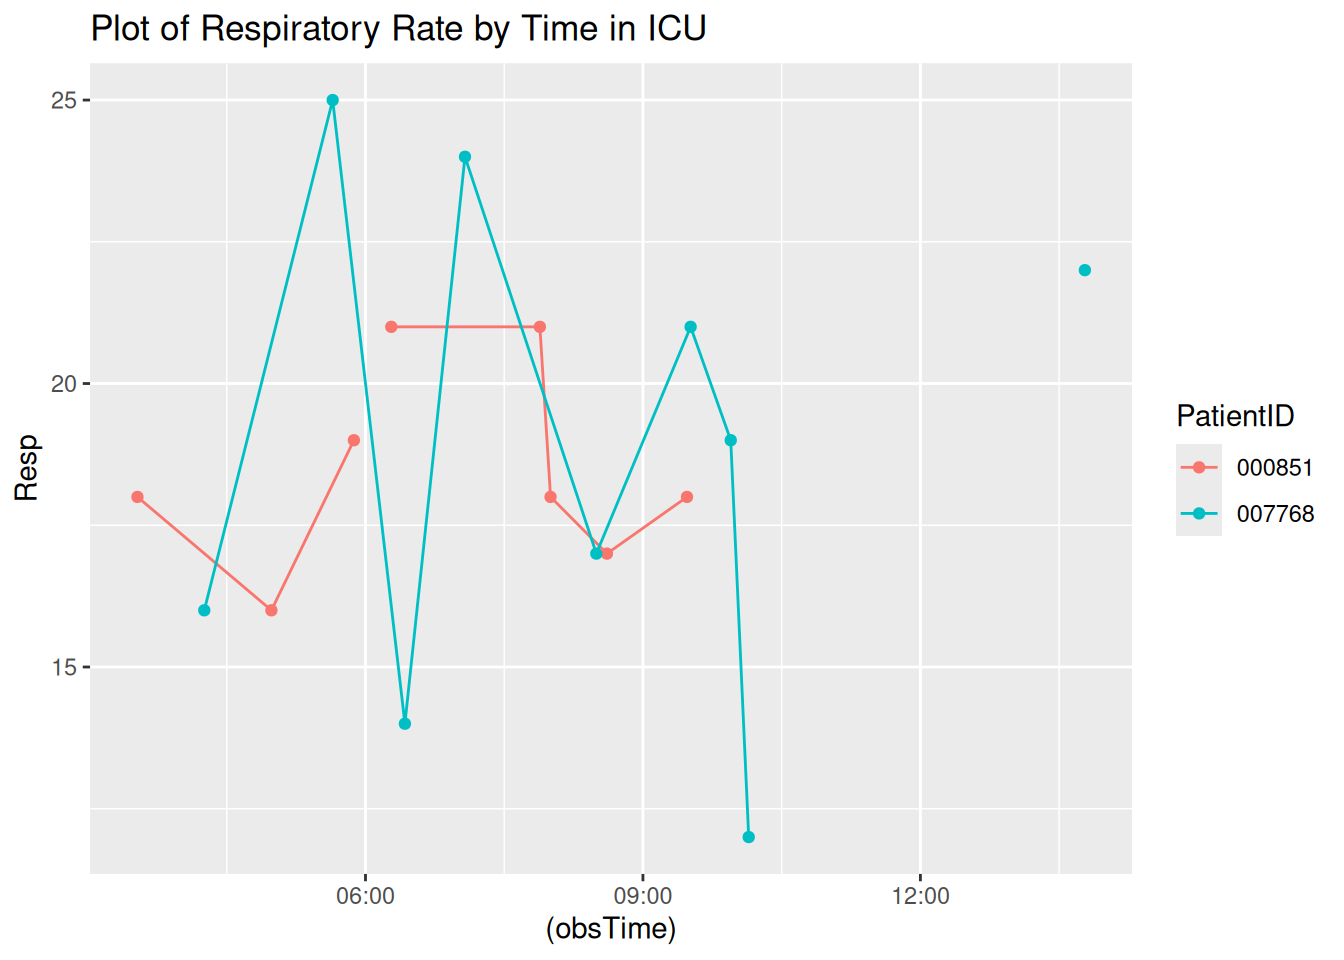 Plot of Respiratory Rate by Time in ICU
25
20
15
Resp
06:00
09:00
12:00
(obsTime)
PatientID
000851
007768